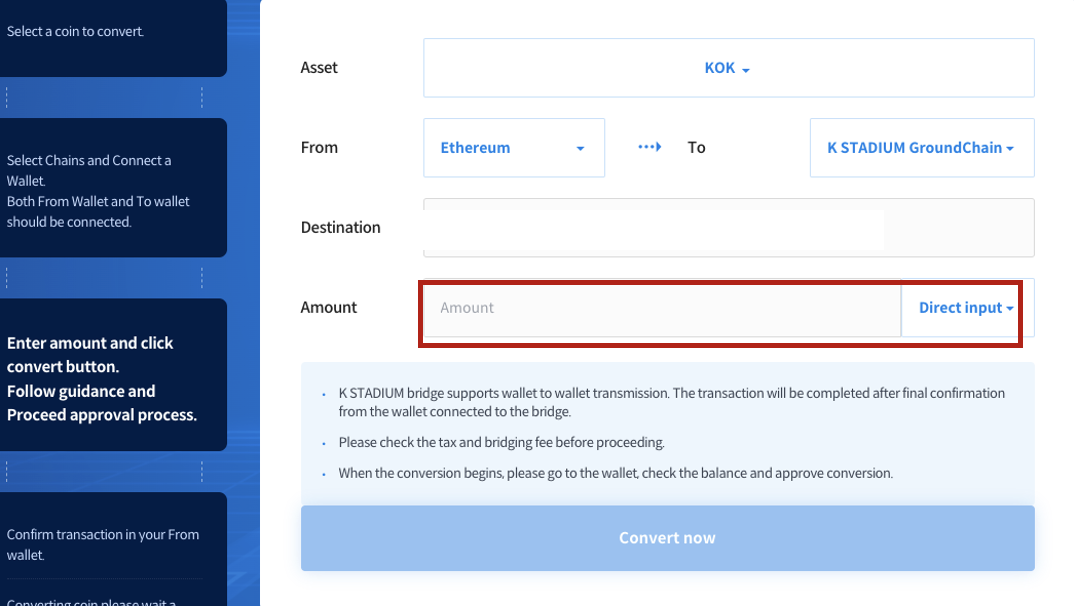 Select a coin to convert.
Select Chains and Connect a
Wallet.
Both From Wallet and To wallet
should be connected.
Enter amount and click
convert button.
Follow guidance and
Proceed approval process.
Confirm transaction in your From
wallet.
Converting coin please wait a
Asset
KOK
From
Ethereum
To
K STADIUM GroundChain
Destination
Amount
Amount
Direct input
K STADIUM bridge supports wallet to wallet transmission. The transaction will be completed after final confirmation
from the wallet connected to the bridge.
Please check the tax and bridging fee before proceeding.
When the conversion begins, please go to the wallet, check the balance and approve conversion.
Convert now